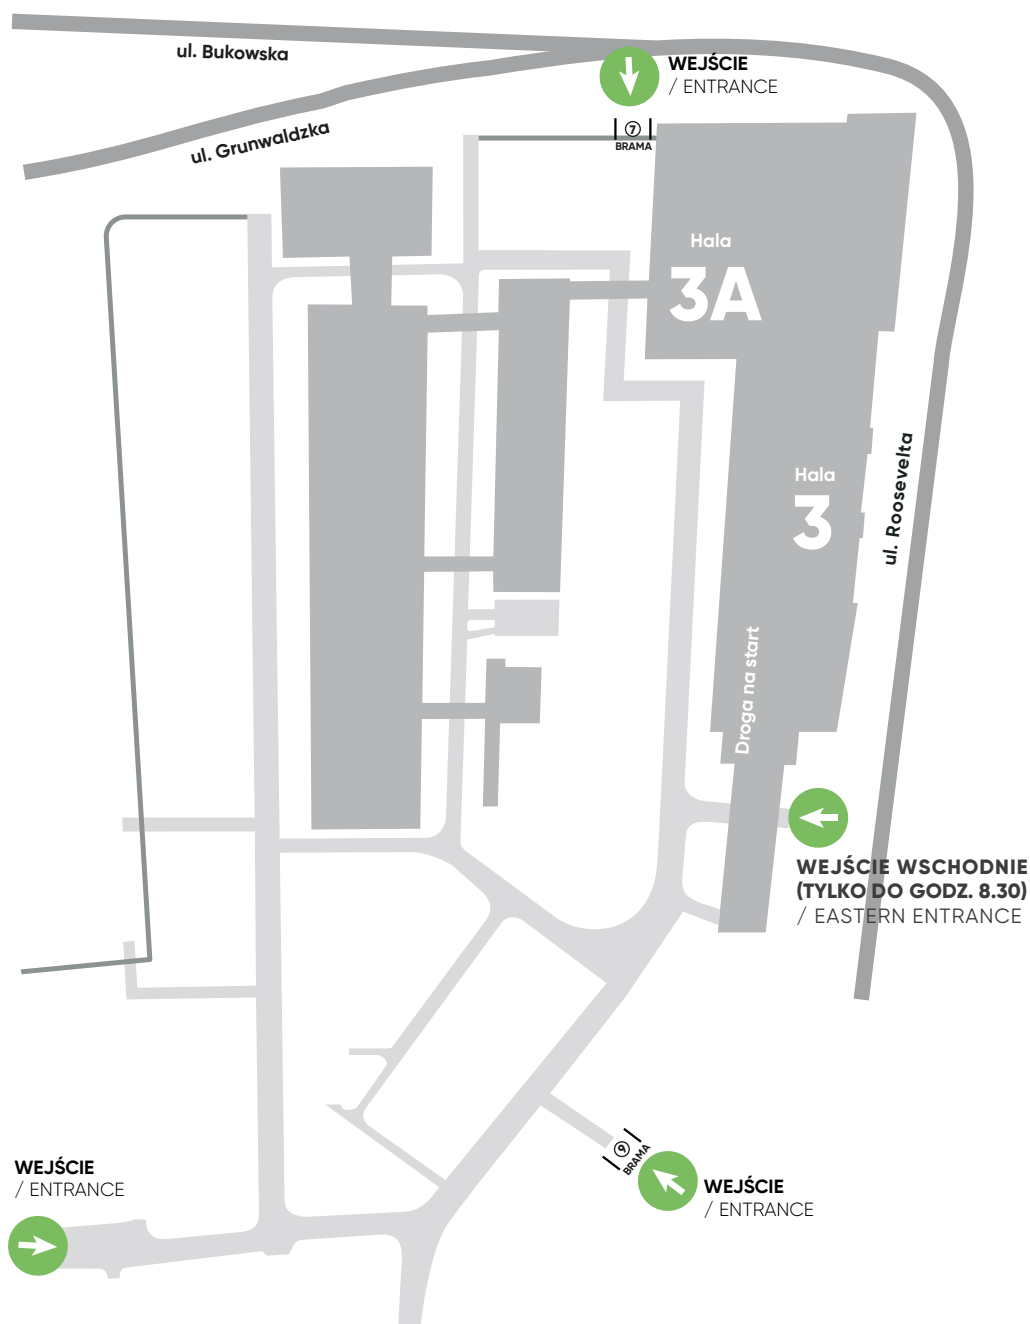 ul. Bukowska
WEJŚCIE
/ ENTRANCE
7
BRAMA
ul. Grunwaldzka
Hala
3A
Hala
3
ul. Roosevelta
Droga na start
WEJŚCIE WSCHODNIE
(TYLKO DO GODZ. 8.30)
/ EASTERN ENTRANCE
9
BRAMA
WEJŚCIE
/ ENTRANCE
WEJŚCIE
/ ENTRANCE